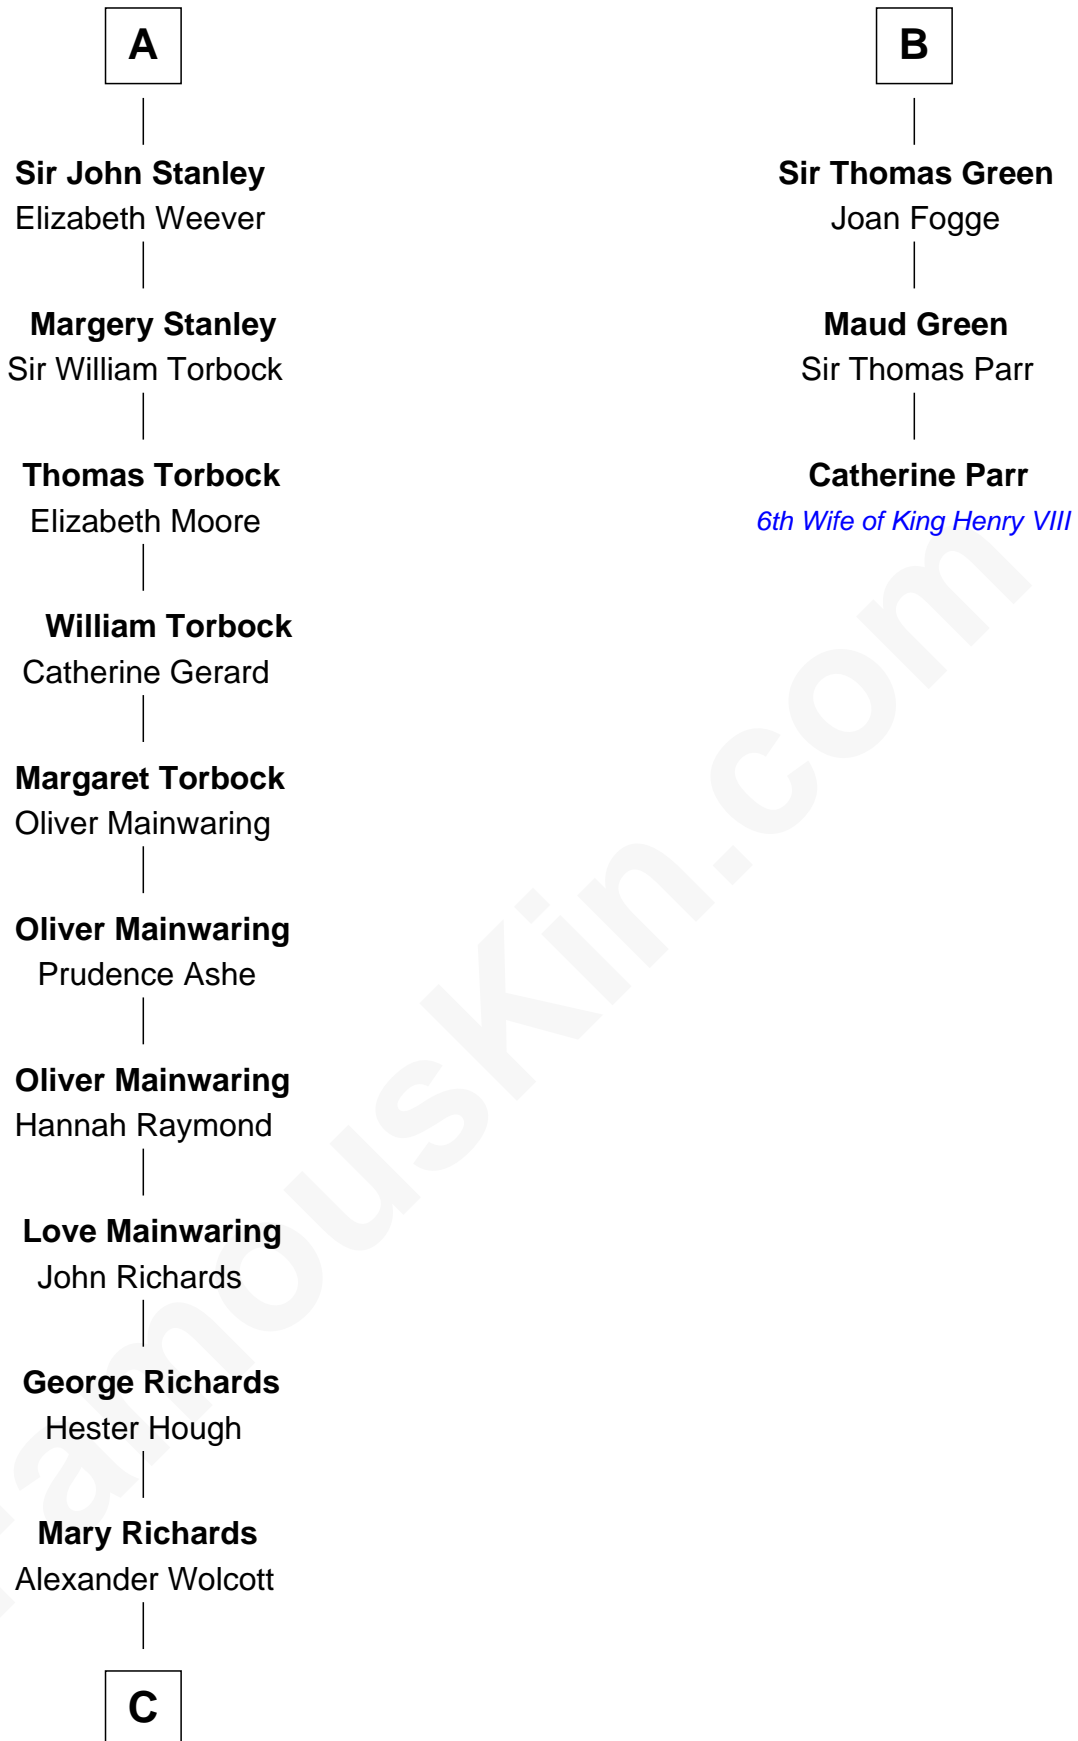 A
Sir John Stanley
Elizabeth Weever
Margery Stanley
Sir William Torbock
Thomas Torbock
Elizabeth Moore
William Torbock
Catherine Gerard
Margaret Torbock
Oliver Mainwaring
Oliver Mainwaring
Prudence Ashe
Oliver Mainwaring
Hannah Raymond
Love Mainwaring
John Richards
George Richards
Hester Hough
Mary Richards
Alexander Wolcott
C
B
Sir Thomas Green
Joan Fogge
Maud Green
Sir Thomas Parr
Catherine Parr
6th Wife of King Henry VIII
FamousKin.com